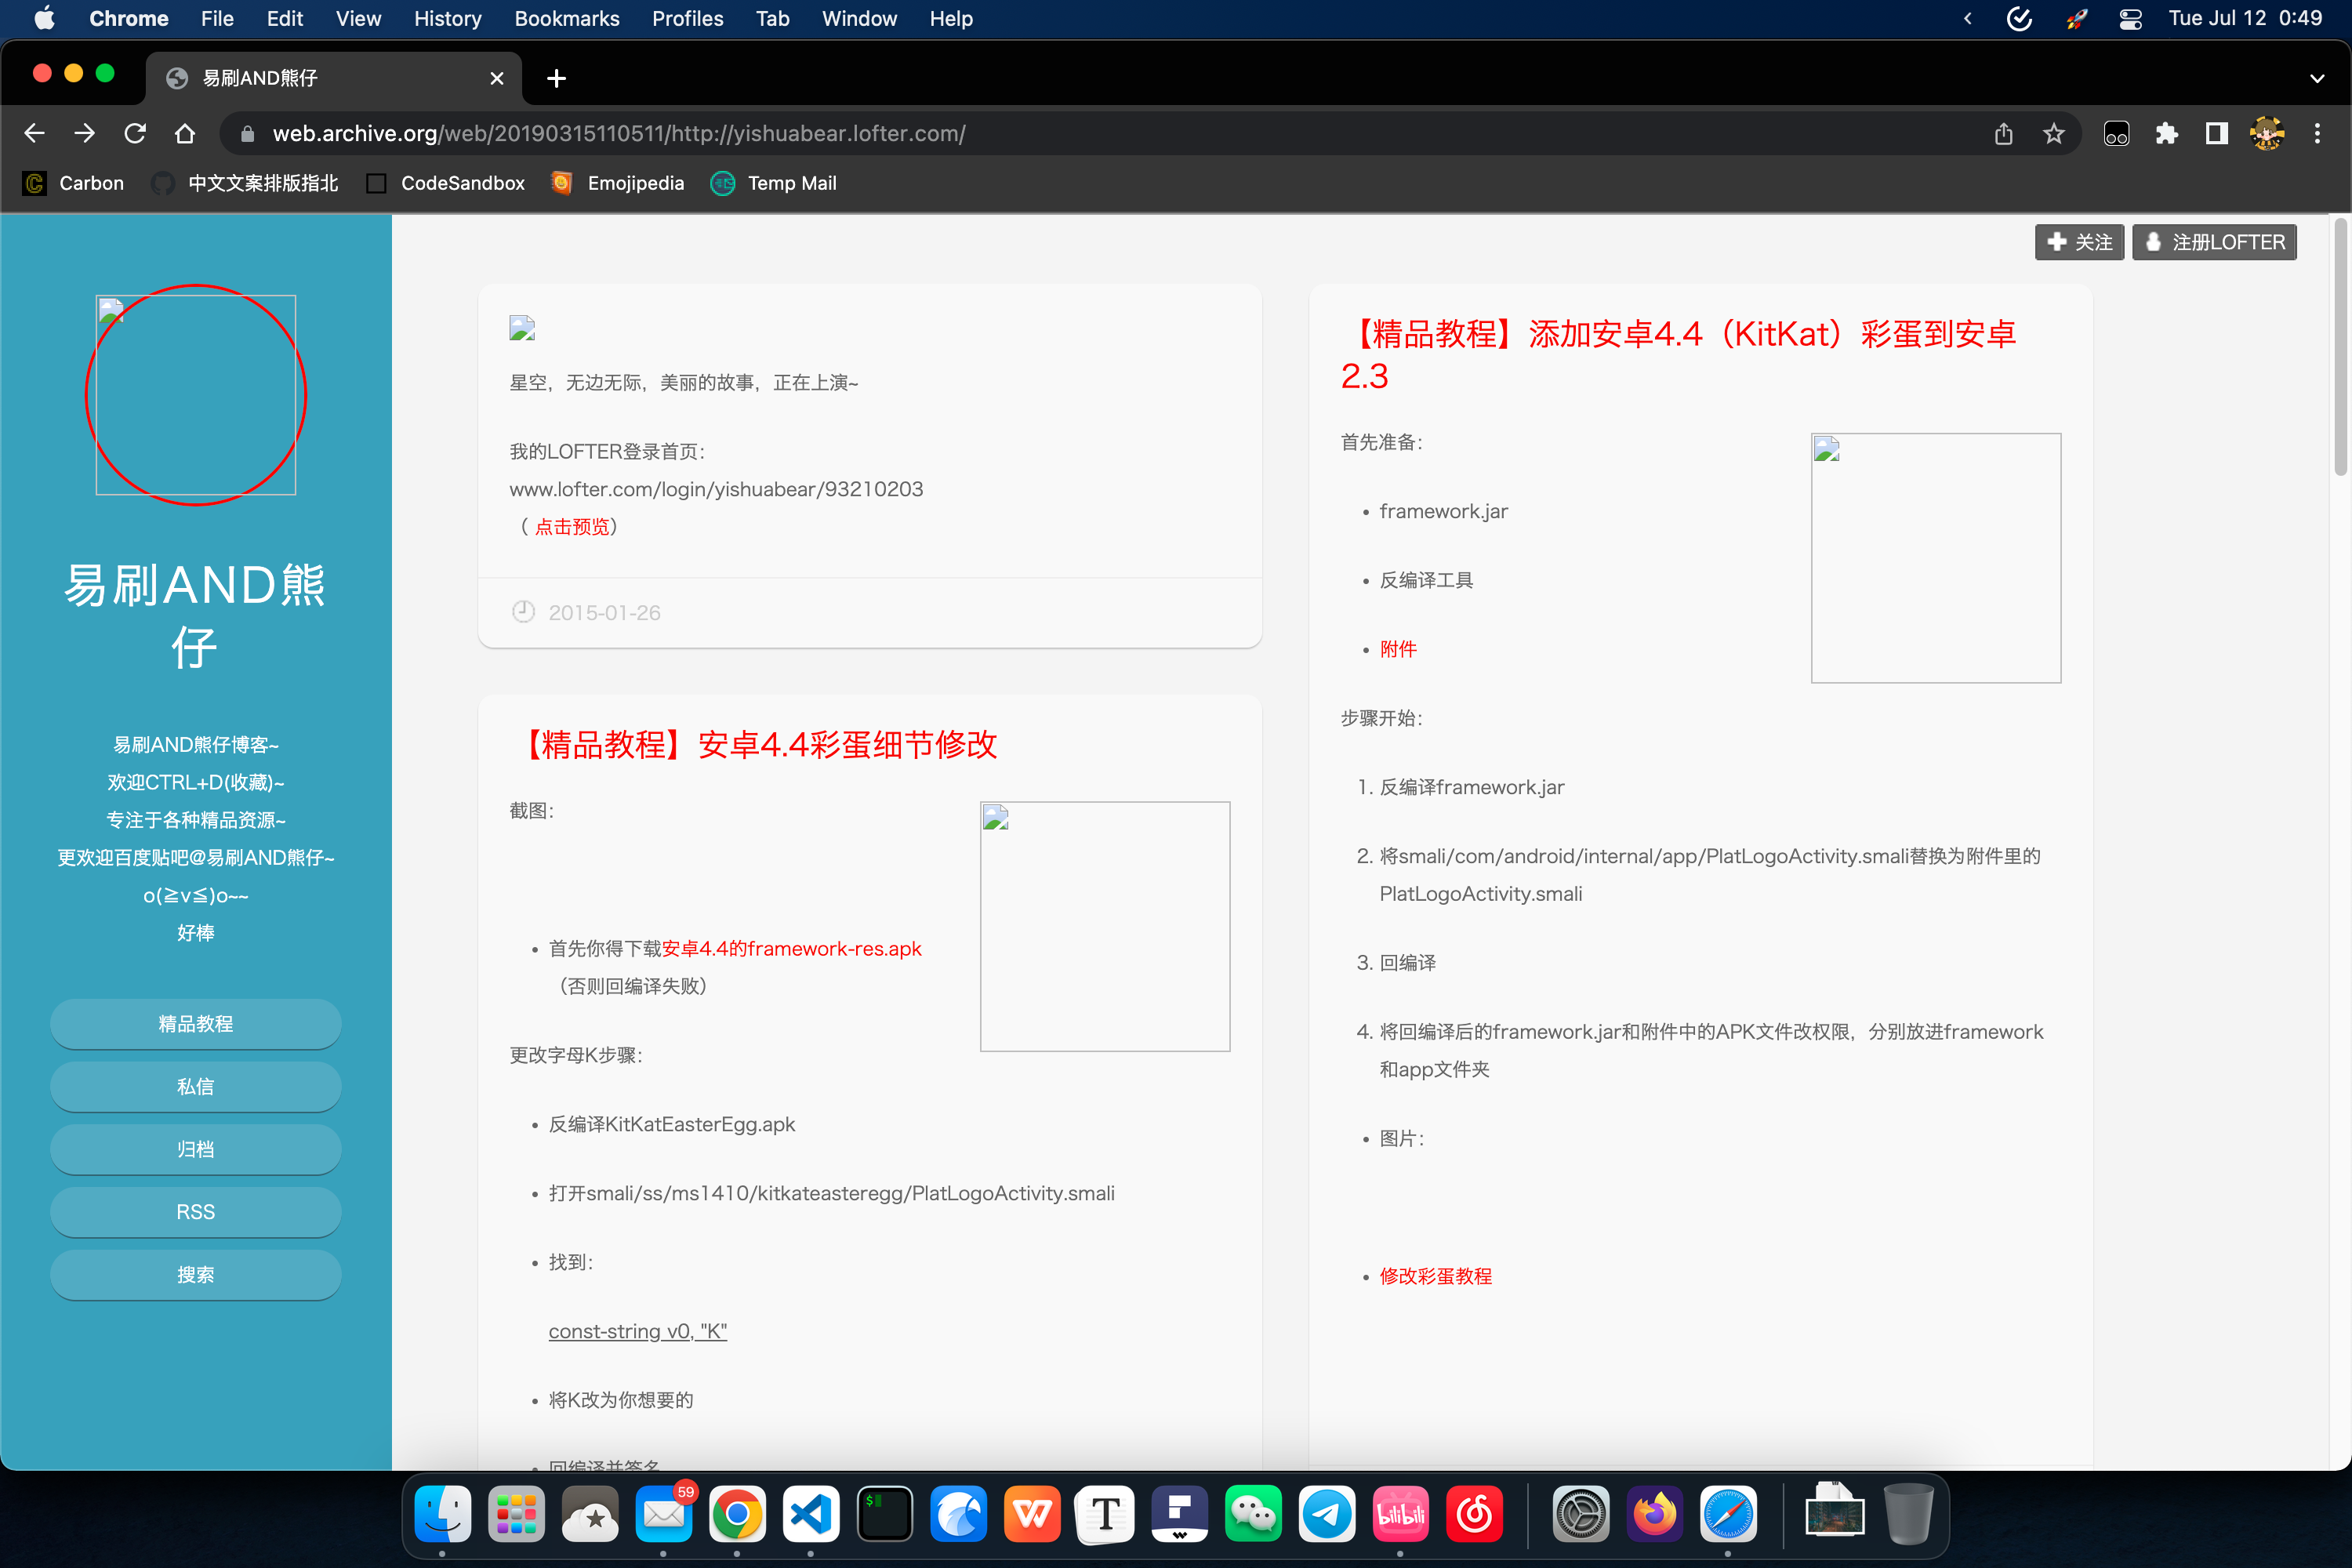 Chrome File Edit View History Bookmarks Profiles Tab Window Help
Tue Jul 12 0:49
易刷AND熊仔
web.archive.org/web/20190315110511/http://yishuabear.lofter.com/
Carbon
中文文案排版指北
CodeSandbox
Emojipedia
Temp Mail
关注
注册LOFTER
易刷AND熊
仔
易刷AND熊仔博客~
欢迎CTRL+D(收藏)~
专注于各种精品资源~
更欢迎百度贴吧@易刷AND熊仔~
o(≧v≦)o~~
好棒
精品教程
私信
归档
RSS
搜索
星空，无边无际，美丽的故事，正在上演~
我的LOFTER登录首页：
www.lofter.com/login/yishuabear/93210203
（ 点击预览）
2015-01-26
【精品教程】安卓4.4彩蛋细节修改
截图：
• 首先你得下载安卓4.4的framework-res.apk
（否则回编译失败）
更改字母K步骤：
• 反编译KitKatEasterEgg.apk
• 打开smali/ss/ms1410/kitkateasteregg/PlatLogoActivity.smali
• 找到：
const-string v0, "K"
• 将K改为你想要的
• 回编译并签名
【精品教程】添加安卓4.4（KitKat）彩蛋到安卓
2.3
首先准备：
• framework.jar
• 反编译工具
• 附件
步骤开始：
1. 反编译framework.jar
2. 将smali/com/android/internal/app/PlatLogoActivity.smali替换为附件里的
PlatLogoActivity.smali
3. 回编译
4. 将回编译后的framework.jar和附件中的APK文件改权限，分别放进framework
和app文件夹
• 图片：
• 修改彩蛋教程
59
$
T
bilibili